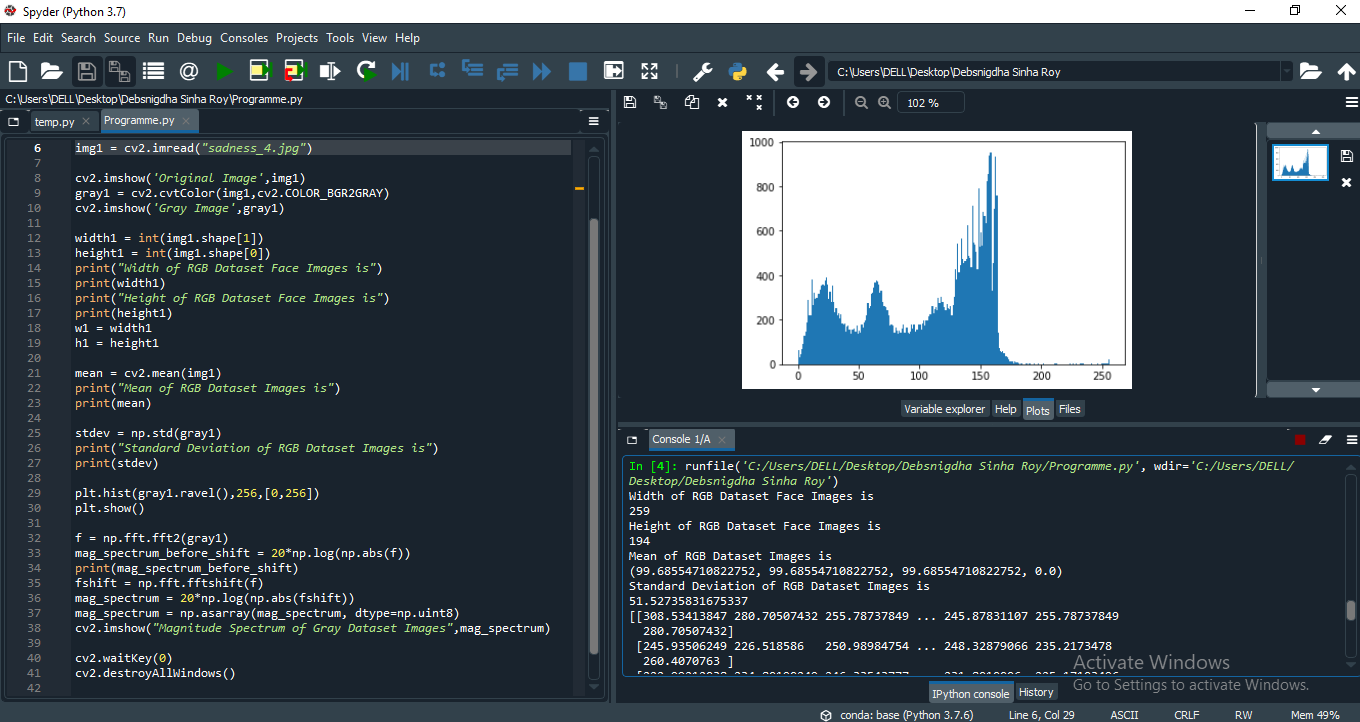 Spyder (Python 3.7)
File Edit Search Source Run Debug Consoles Projects Tools View Help
C:\Users\DELL\Desktop\Debsnigdha Sinha Roy
C:\Users\DELL\Desktop\Debsnigdha Sinha Roy\Programme.py
temp.py Programme.py
6 img1 = cv2.imread("sadness_4.jpg")
7
8 cv2.imshow('Original Image',img1)
9 gray1 = cv2.cvtColor(img1,cv2.COLOR_BGR2GRAY)
10 cv2.imshow('Gray Image',gray1)
11
12 width1 = int(img1.shape[1])
13 height1 = int(img1.shape[0])
14 print("Width of RGB Dataset Face Images is")
15 print(width1)
16 print("Height of RGB Dataset Face Images is")
17 print(height1)
18 w1 = width1
19 h1 = height1
20
21 mean = cv2.mean(img1)
22 print("Mean of RGB Dataset Images is")
23 print(mean)
24
25 stdev = np.std(gray1)
26 print("Standard Deviation of RGB Dataset Images is")
27 print(stdev)
28
29 plt.hist(gray1.ravel(),256,[0,256])
30 plt.show()
31
32 f = np.fft.fft2(gray1)
33 mag_spectrum_before_shift = 20*np.log(np.abs(f))
34 print(mag_spectrum_before_shift)
35 fshift = np.fft.fftshift(f)
36 mag_spectrum = 20*np.log(np.abs(fshift))
37 mag_spectrum = np.asarray(mag_spectrum, dtype=np.uint8)
38 cv2.imshow("Magnitude Spectrum of Gray Dataset Images",mag_spectrum)
39
40 cv2.waitKey(0)
41 cv2.destroyAllWindows()
42
102 %
1000
800
600
400
200
0
0 50 100 150 200 250
Variable explorer Help Plots Files
Console 1/A
In [4]: runfile('C:/Users/DELL/Desktop/Debsnigdha Sinha Roy/Programme.py', wdir='C:/Users/DELL/
Desktop/Debsnigdha Sinha Roy')
Width of RGB Dataset Face Images is
259
Height of RGB Dataset Face Images is
194
Mean of RGB Dataset Images is
(99.68554710822752, 99.68554710822752, 99.68554710822752, 0.0)
Standard Deviation of RGB Dataset Images is
51.52735831675337
[[308.53413847 280.70507432 255.78737849 ... 245.87831107 255.78737849
280.70507432]
[245.93506249 226.518586 250.98984754 ... 248.32879066 235.2173478
260.4070763 ]
Activate Windows
Go to Settings to activate Windows.
IPython console History
conda: base (Python 3.7.6) Line 6, Col 29 ASCII CRLF RW Mem 49%